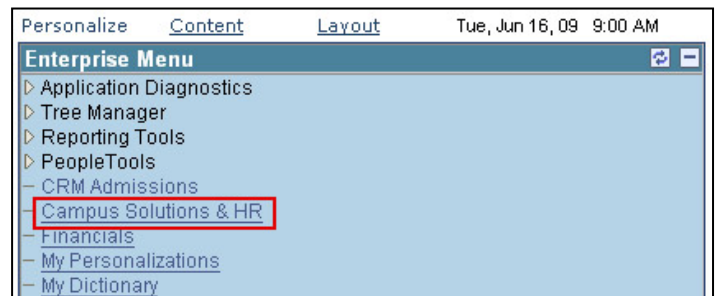 Personalize Content Layout Tue, Jun 16, 09 9:00 AM
Enterprise Menu
Application Diagnostics
Tree Manager
Reporting Tools
PeopleTools
CRM Admissions
Campus Solutions & HR
Financials
My Personalizations
My Dictionary